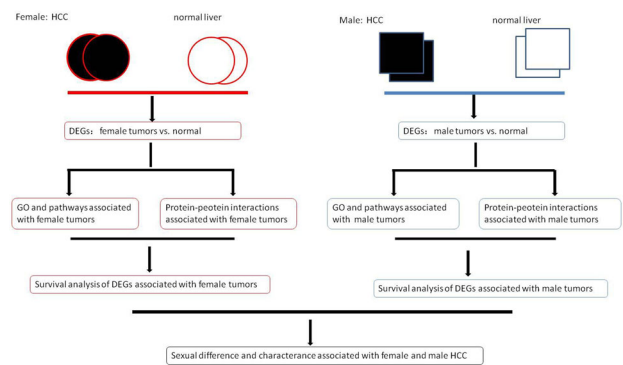 Female: HCC
normal liver
Male: HCC
normal liver
DEGs: female tumors vs. normal
DEGs: male tumors vs. normal
GO and pathways associated
with female tumors
Protein-peotein interactions
associated with female tumors
GO and pathways associated
with male tumors
Protein-peotein interactions
associated with male tumors
Survival analysis of DEGs associated with female tumors
Survival analysis of DEGs associated with male tumors
Sexual difference and characterance associated with female and male HCC